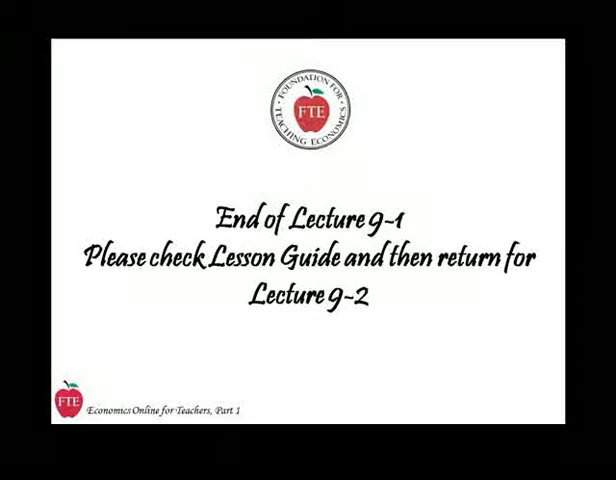 FOUNDATION FOR
FTE
TEACHING ECONOMICS
End of Lecture 9-1
Please check Lesson Guide and then return for
Lecture 9-2
FTE
Economics Online for Teachers, Part 1